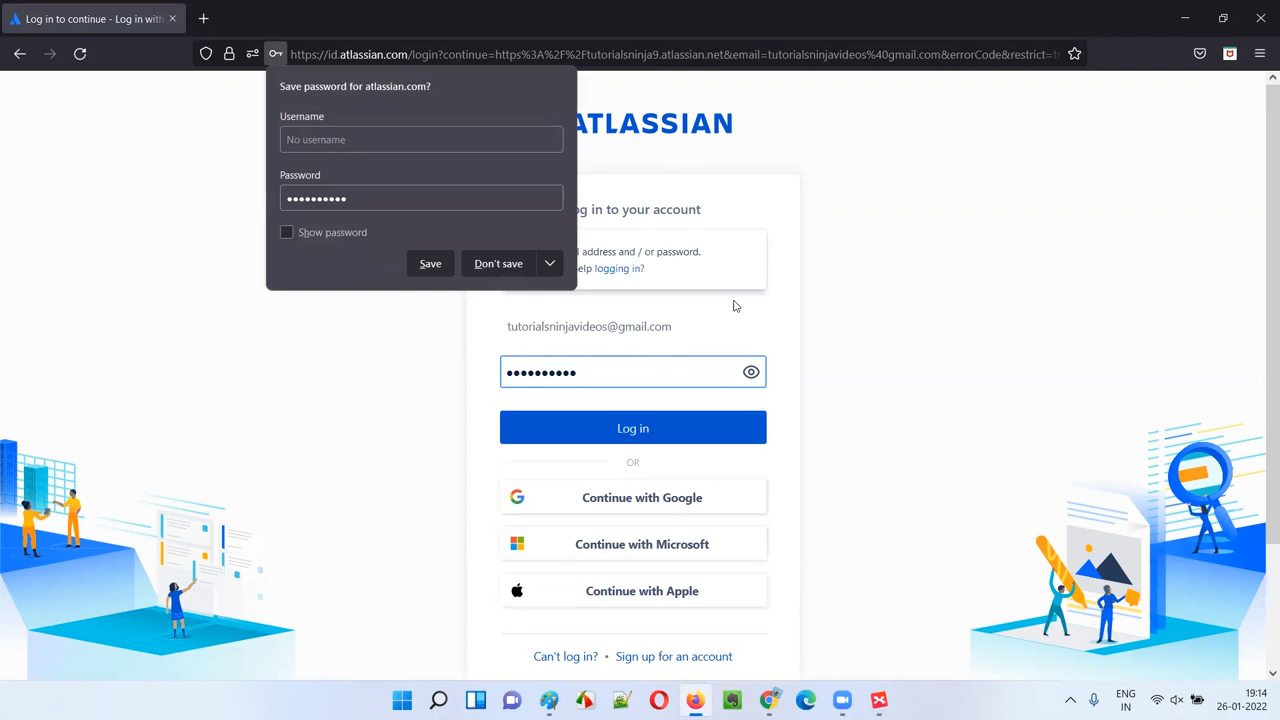 Log in to continue - Log in with
https://id.atlassian.com/login?continue=https%3A%2F%2Ftutorialsninja9.atlassian.net&email=tutorialsninjavideos%40gmail.com&errorCode&restrict=
Save password for atlassian.com?
Username
No username
Password
••••••••••
Show password
Save
Don't save
ATLASSIAN
og in to your account
address and / or password.
elp logging in?
tutorialsninjavideos@gmail.com
••••••••••
Log in
OR
Continue with Google
Continue with Microsoft
Continue with Apple
Can't log in? • Sign up for an account
ENG
IN
19:14
26-01-2022